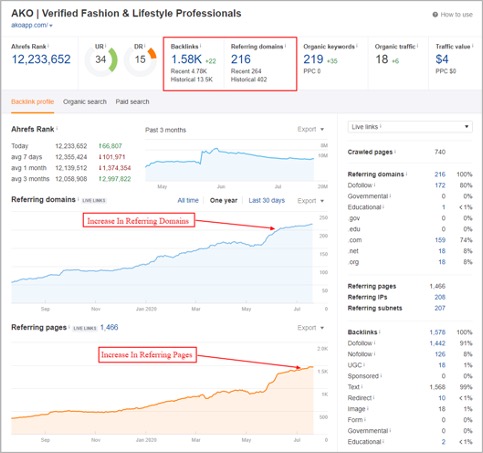 AKO | Verified Fashion & Lifestyle Professionals
How to use
akoapp.com/
Ahrefs Rank UR DR Backlinks Referring domains Organic keywords Organic traffic Traffic value
12,233,652 34 15 1.58K +22 216 219 +35 18 +6 $4
Recent 4.78K Recent 264 PPC 0 PPC $0
Historical 13.5K Historical 402
Backlink profile Organic search Paid search
Ahrefs Rank Past 3 months Export
Today 12,233,652 ↑66,807
avg 7 days 12,355,424 ↓101,971
avg 1 month 12,139,512 ↓1,374,354
avg 3 months 12,058,908 ↑12,997,822
8M
20M
May Jun Jul
Referring domains LIVE LINKS All time One year Last 30 days Export
Increase In Referring Domains
250
200
150
100
50
0
Sep Nov Jan 2020 Mar May Jul
Referring pages LIVE LINKS 1,466 Export
Increase In Referring Pages
2.0K
1.5K
1K
500
0
Sep Nov Jan 2020 Mar May Jul
Live links
Crawled pages 740
Referring domains 216 100%
Dofollow 172 80%
Governmental 0 0%
Educational 1 <1%
.gov 0 0%
.edu 0 0%
.com 159 74%
.net 18 8%
.org 18 8%
Referring pages 1,466
Referring IPs 208
Referring subnets 207
Backlinks 1,578 100%
Dofollow 1,442 91%
Nofollow 126 8%
UGC 18 1%
Sponsored 0 0%
Text 1,568 99%
Redirect 10 <1%
Image 18 1%
Form 0 0%
Governmental 0 0%
Educational 2 <1%